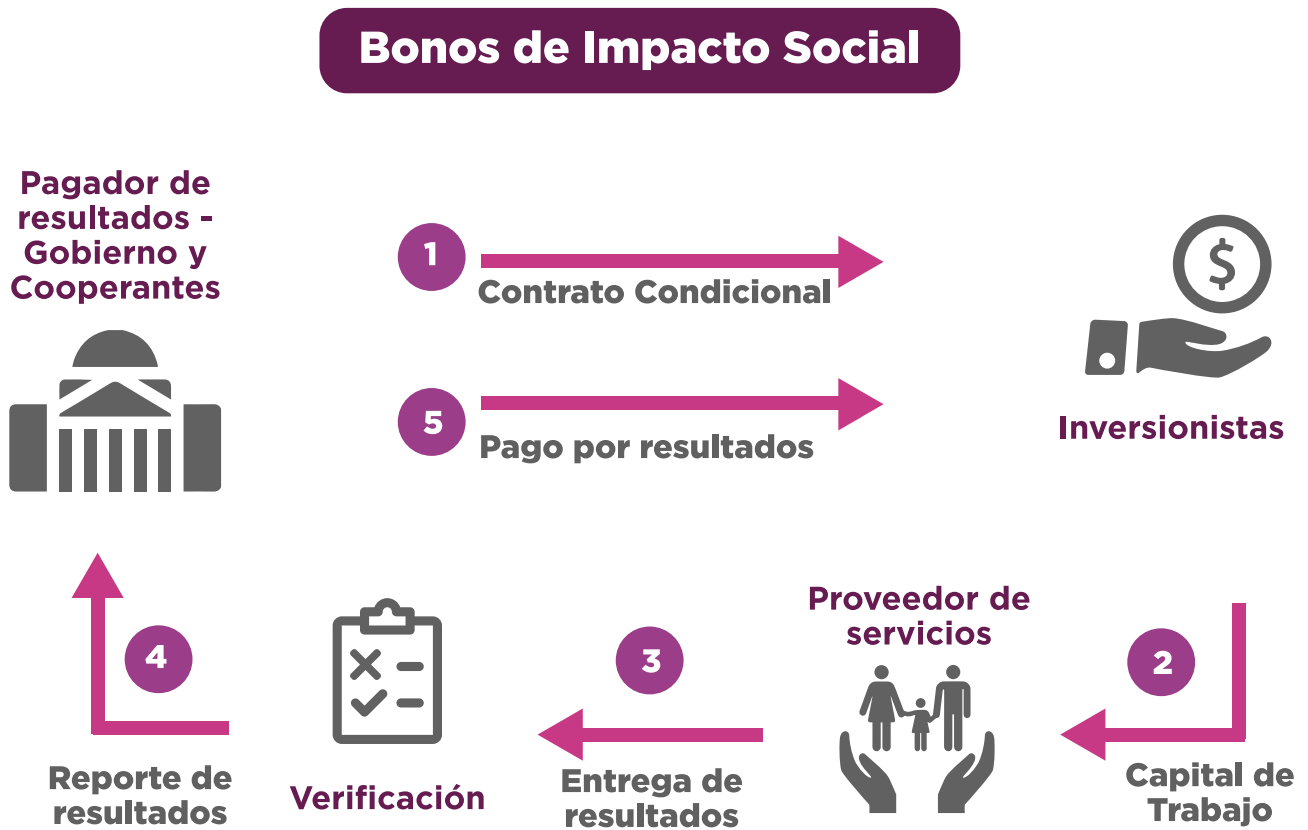 Bonos de Impacto Social
Pagador de
resultados -
Gobierno y
Cooperantes
1
Contrato Condicional
5
Pago por resultados
$
Inversionistas
2
Capital de
Trabajo
Proveedor de
servicios
3
Entrega de
resultados
Verificación
4
Reporte de
resultados